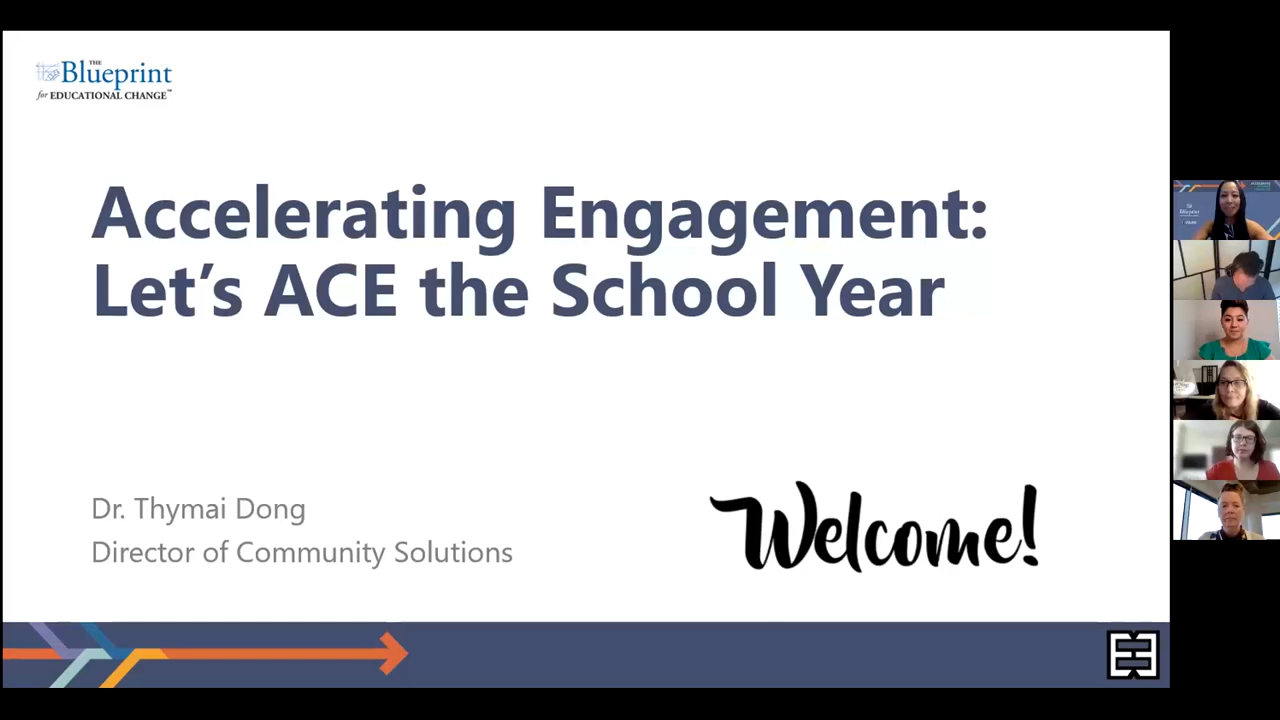 THE
Blueprint
for EDUCATIONAL CHANGE™
Accelerating Engagement:
Let's ACE the School Year
Dr. Thymai Dong
Director of Community Solutions
Welcome!
Blueprint